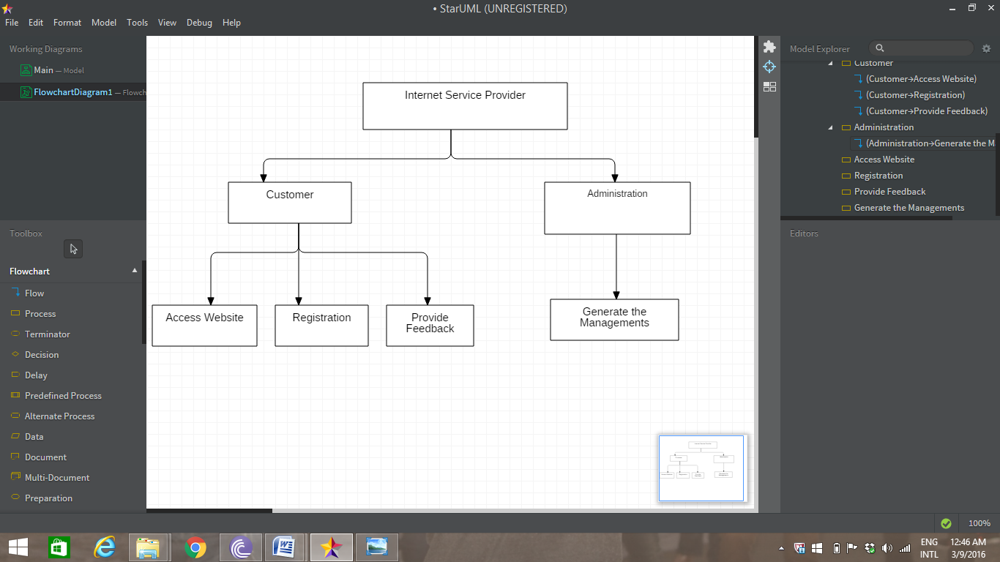 • StarUML (UNREGISTERED)
File Edit Format Model Tools View Debug Help
Working Diagrams
Main — Model
FlowchartDiagram1 — Flowch
Toolbox
Flowchart
Flow
Process
Terminator
Decision
Delay
Predefined Process
Alternate Process
Data
Document
Multi-Document
Preparation
Internet Service Provider
Customer
Administration
Access Website
Registration
Provide
Feedback
Generate the
Managements
Model Explorer
Customer
(Customer→Access Website)
(Customer→Registration)
(Customer→Provide Feedback)
Administration
(Administration→Generate the M
Access Website
Registration
Provide Feedback
Generate the Managements
Editors
100%
ENG
INTL
12:46 AM
3/9/2016